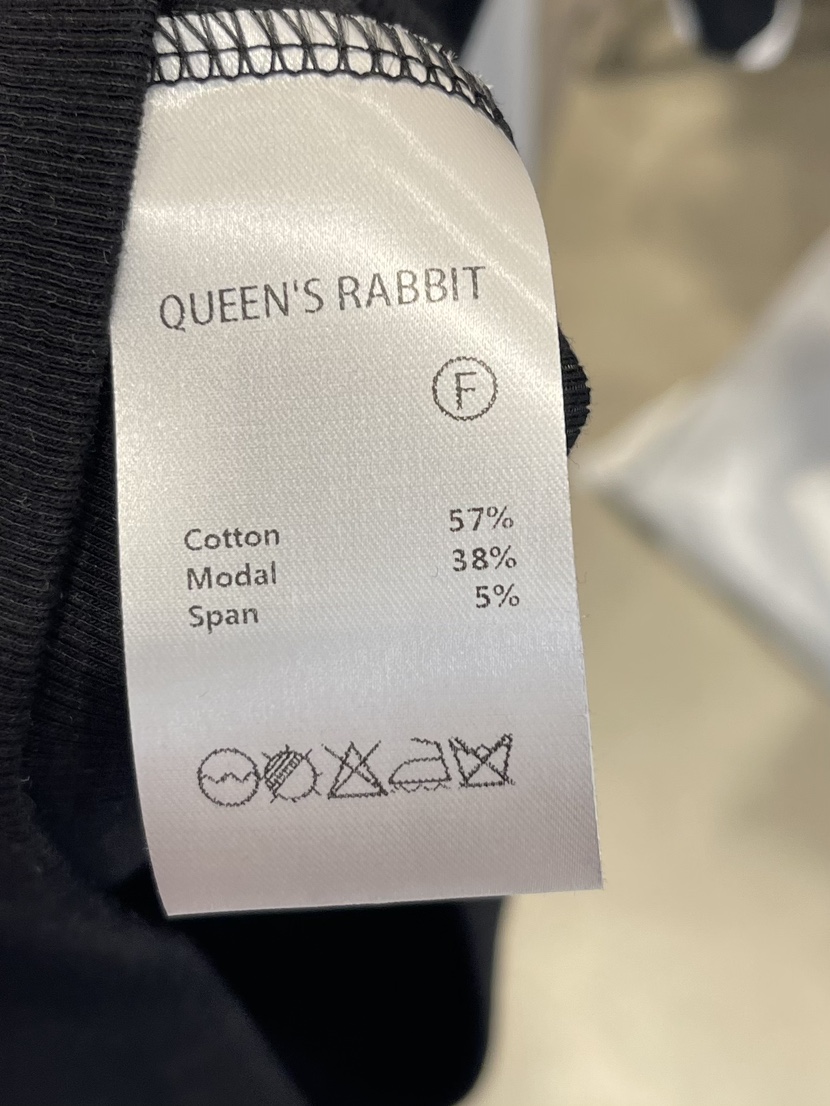 QUEEN'S RABBIT
F
Cotton 57%
Modal 38%
Span 5%